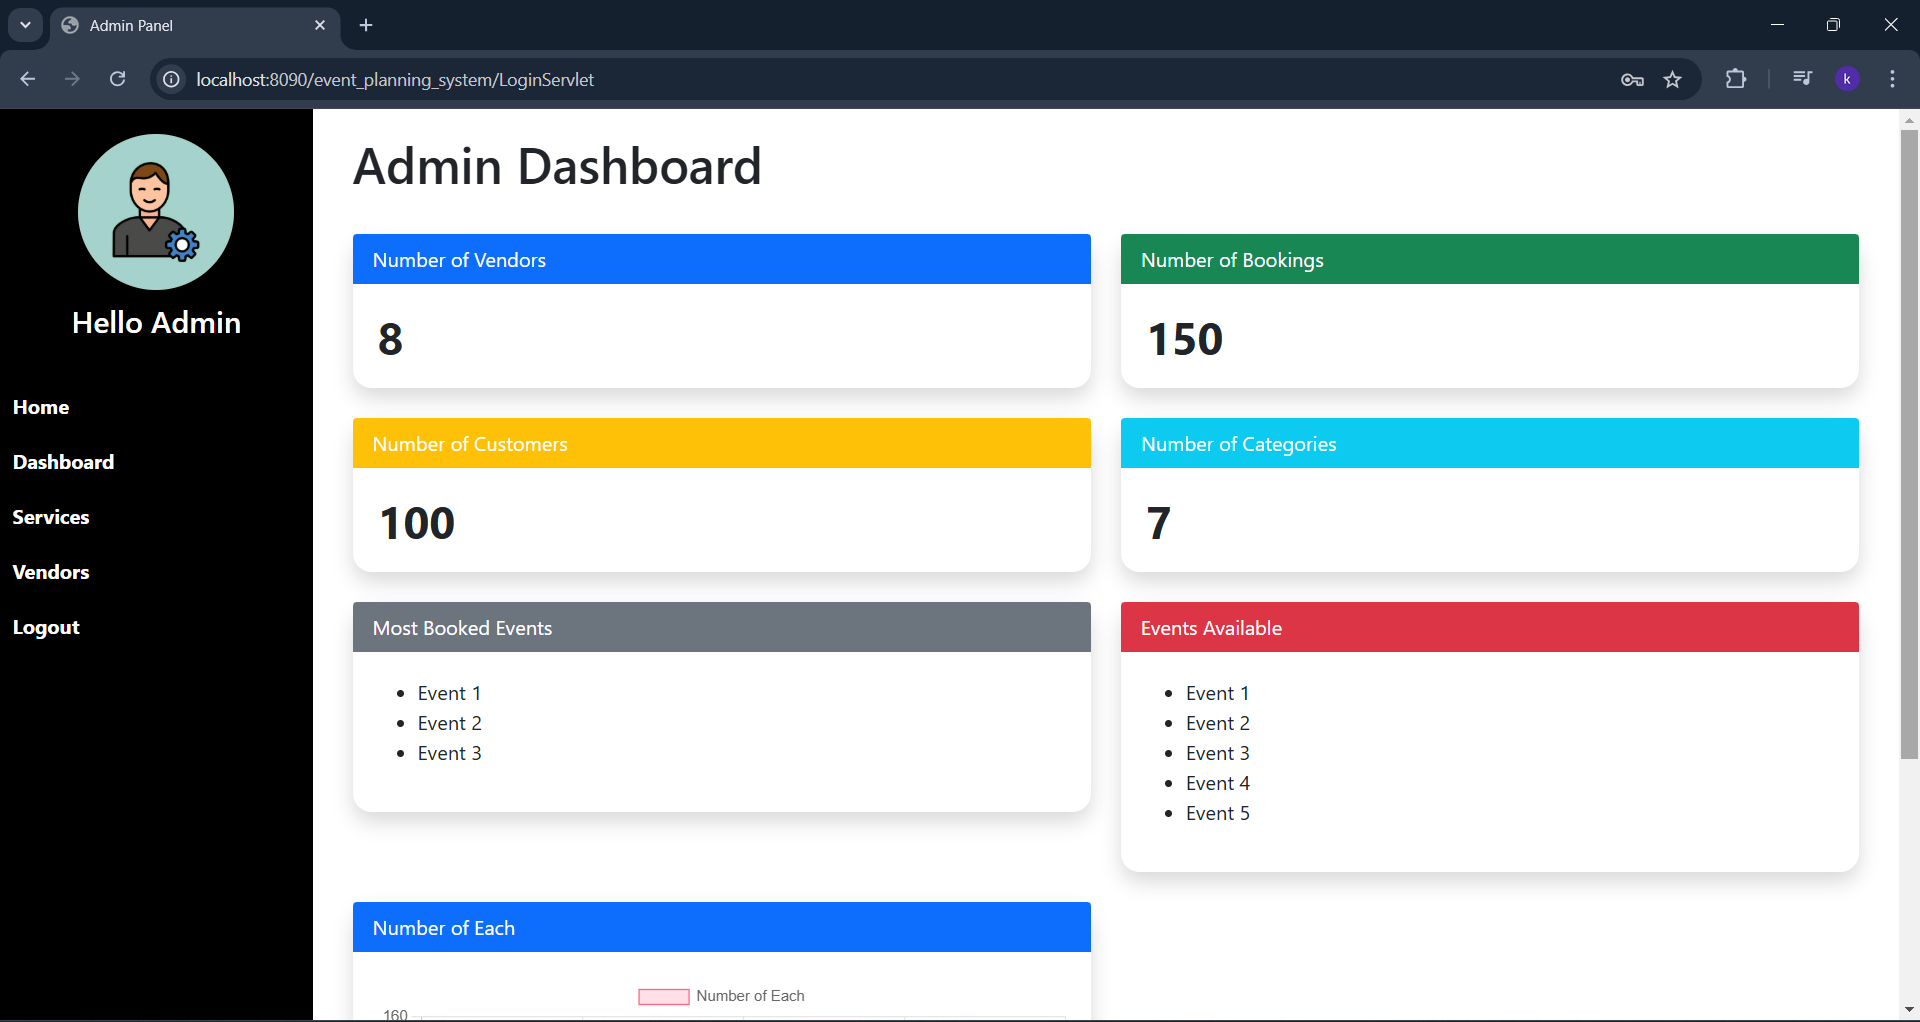 Admin Panel
localhost:8090/event_planning_system/LoginServlet
k
Hello Admin
Home
Dashboard
Services
Vendors
Logout
Admin Dashboard
Number of Vendors
8
Number of Bookings
150
Number of Customers
100
Number of Categories
7
Most Booked Events
Event 1
Event 2
Event 3
Events Available
Event 1
Event 2
Event 3
Event 4
Event 5
Number of Each
Number of Each
160